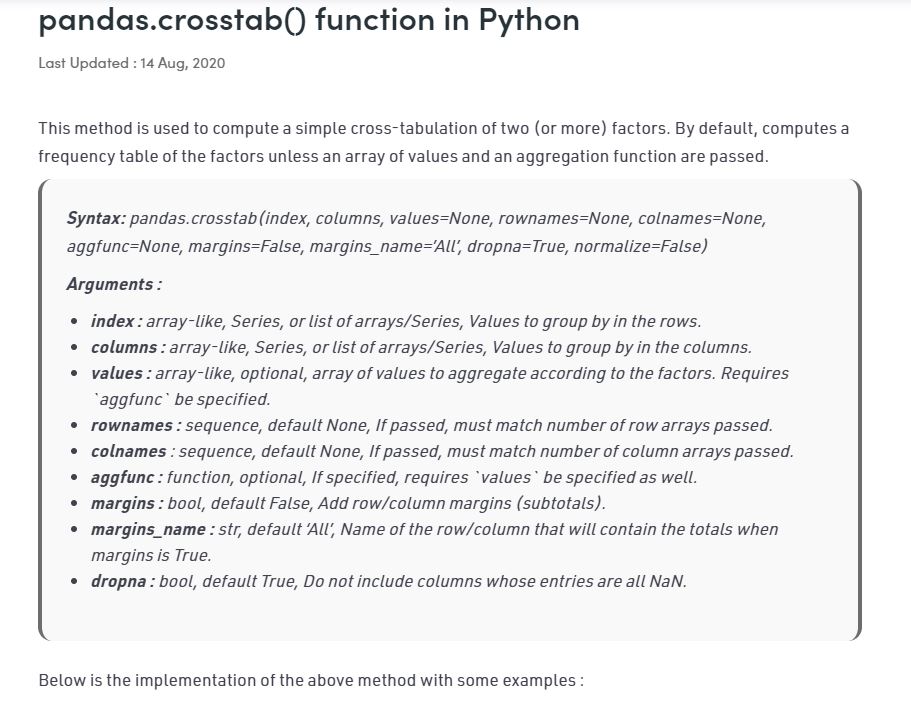 pandas.crosstab() function in Python
Last Updated : 14 Aug, 2020
This method is used to compute a simple cross-tabulation of two (or more) factors. By default, computes a
frequency table of the factors unless an array of values and an aggregation function are passed.
Syntax: pandas.crosstab(index, columns, values=None, rownames=None, colnames=None,
aggfunc=None, margins=False, margins_name=’All’, dropna=True, normalize=False)
Arguments :
• index : array-like, Series, or list of arrays/Series, Values to group by in the rows.
• columns : array-like, Series, or list of arrays/Series, Values to group by in the columns.
• values : array-like, optional, array of values to aggregate according to the factors. Requires
`aggfunc` be specified.
• rownames : sequence, default None, If passed, must match number of row arrays passed.
• colnames : sequence, default None, If passed, must match number of column arrays passed.
• aggfunc : function, optional, If specified, requires `values` be specified as well.
• margins : bool, default False, Add row/column margins (subtotals).
• margins_name : str, default ‘All’, Name of the row/column that will contain the totals when
margins is True.
• dropna : bool, default True, Do not include columns whose entries are all NaN.
Below is the implementation of the above method with some examples :